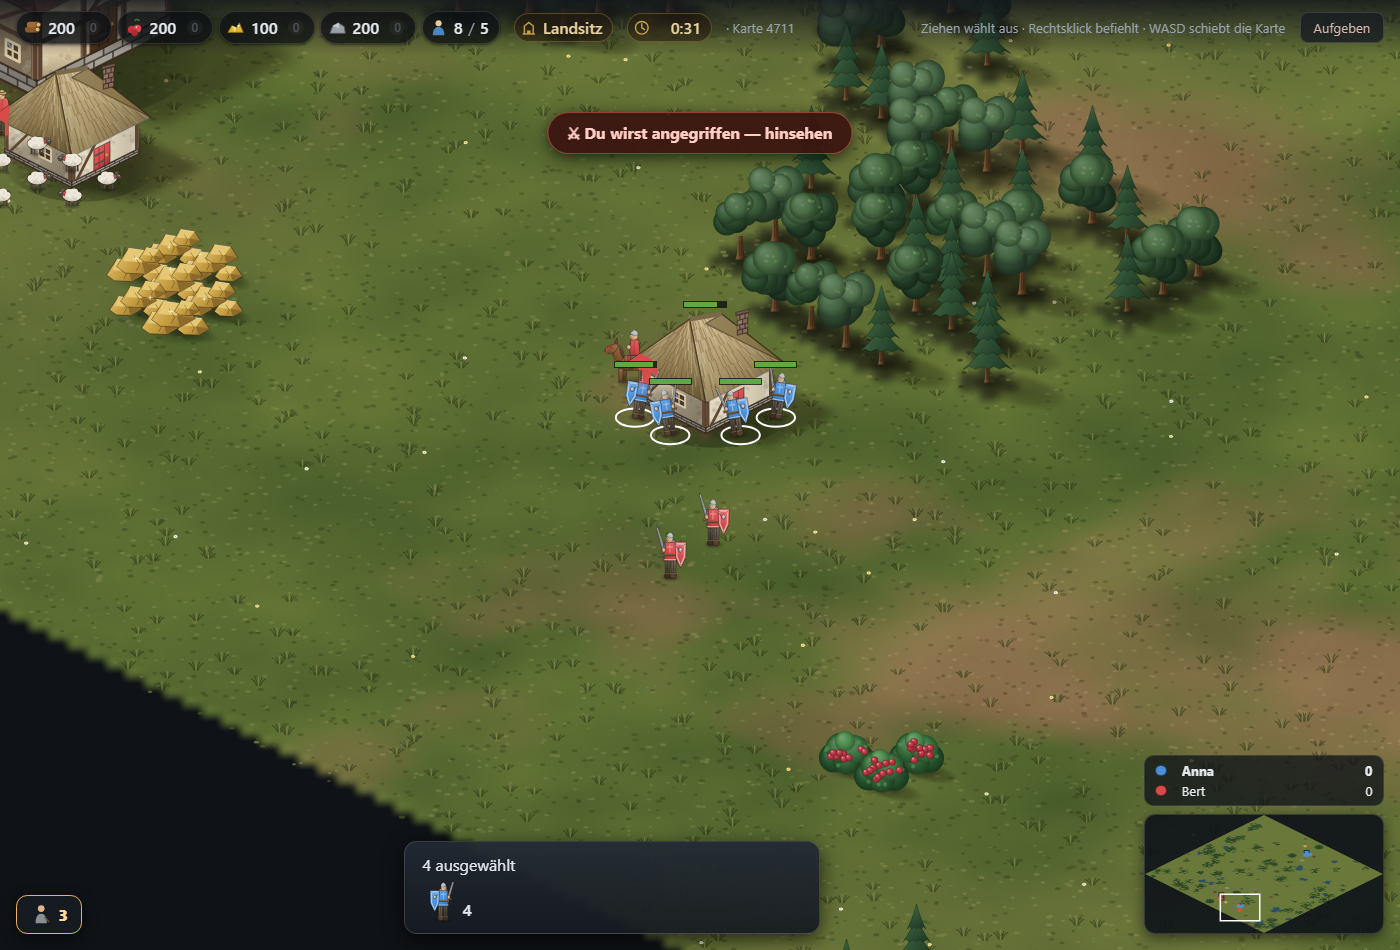 200 0 200 0 100 0 200 0 8 / 5 Landsitz 0:31 · Karte 4711 Ziehen wählt aus · Rechtsklick befiehlt · WASD schiebt die Karte Aufgeben
Du wirst angegriffen — hinsehen
Anna 0
Bert 0
4 ausgewählt
4
3